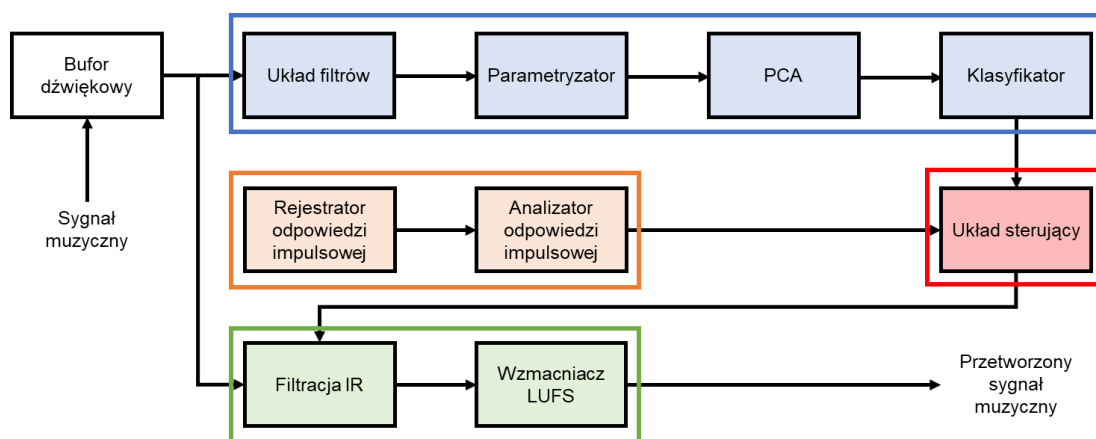 Bufor
dźwiękowy
Układ filtrów
Parametryzator
PCA
Klasyfikator
Sygnał
muzyczny
Rejestrator
odpowiedzi
impulsowej
Analizator
odpowiedzi
impulsowej
Układ sterujący
Filtracja IR
Wzmacniacz
LUFS
Przetworzony
sygnał
muzyczny